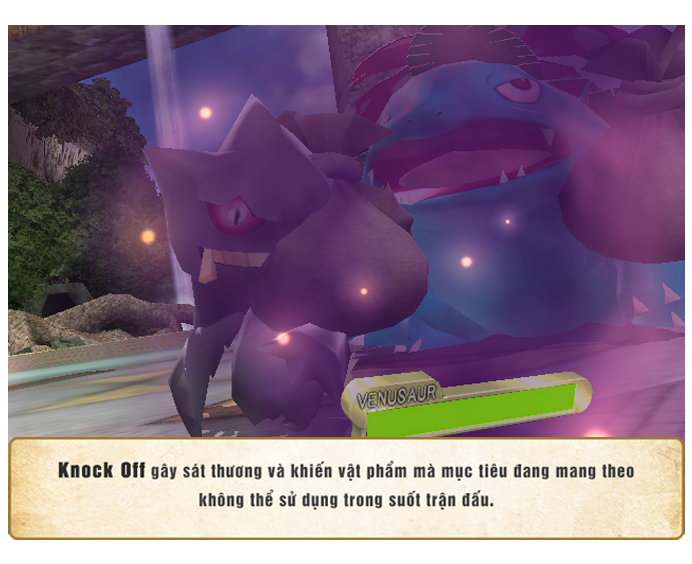 VENUSAUR
Knock Off gây sát thương và khiến vật phẩm mà mục tiêu đang mang theo
không thể sử dụng trong suốt trận đấu.